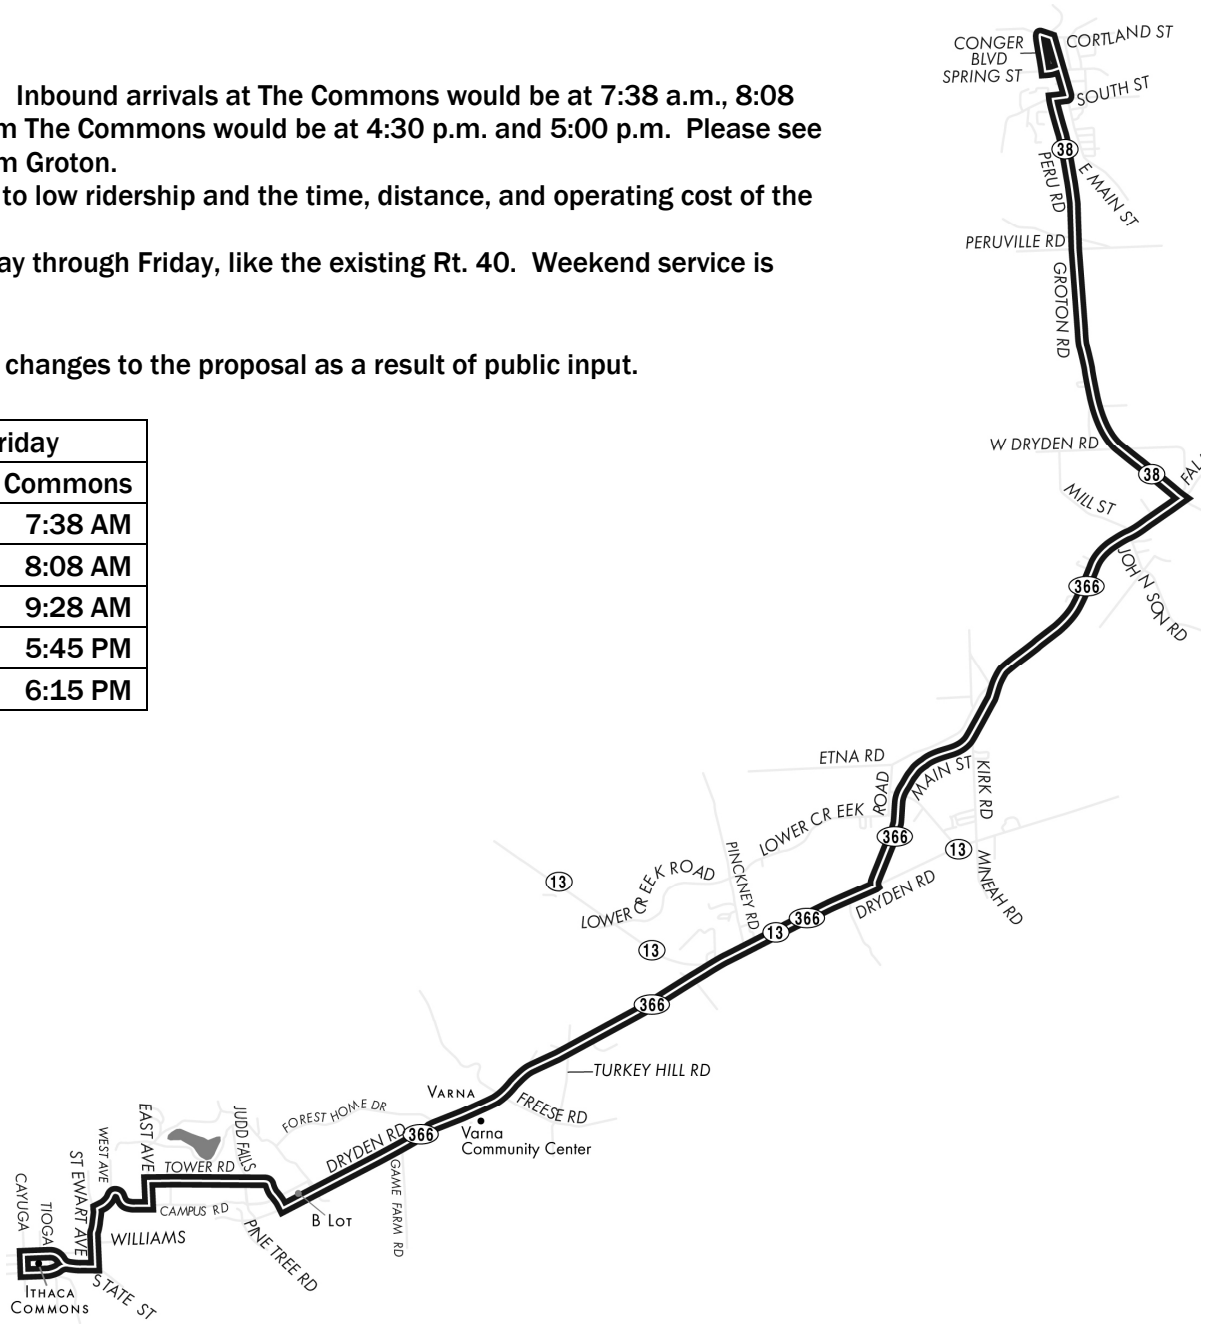 Inbound arrivals at The Commons would be at 7:38 a.m., 8:08
m The Commons would be at 4:30 p.m. and 5:00 p.m. Please see
m Groton.
to low ridership and the time, distance, and operating cost of the
ay through Friday, like the existing Rt. 40. Weekend service is
changes to the proposal as a result of public input.
riday
Commons
7:38 AM
8:08 AM
9:28 AM
5:45 PM
6:15 PM
CONGER
BLVD
SPRING ST
CORTLAND ST
SOUTH ST
38
PERU RD
E MAIN ST
PERUVILLE RD
GROTON RD
W DRYDEN RD
38
FAL
MILL ST
JOHNSON RD
366
ETNA RD
MAIN ST
KIRK RD
LOWER CREEK ROAD
366
13
MINEAH RD
PINCKNEY RD
DRYDEN RD
13
LOWER CREEK ROAD
366
13
13
366
TURKEY HILL RD
VARNA
FREESE RD
Varna
Community Center
366
DRYDEN RD
FOREST HOME DR
GAME FARM RD
JUDD FALLS
EAST AVE
WEST AVE
TOWER RD
CAMPUS RD
B LOT
PINE TREE RD
STEWART AVE
WILLIAMS
CAYUGA
TIOGA
STATE ST
ITHACA
COMMONS